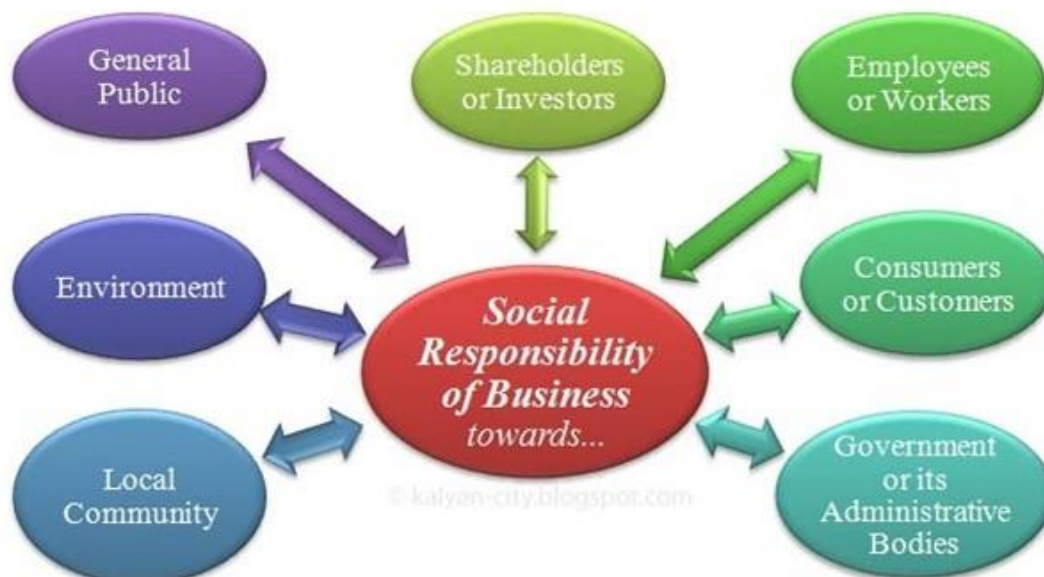 General
Public
Shareholders
or Investors
Employees
or Workers
Environment
Social
Responsibility
of Business
towards...
Consumers
or Customers
Local
Community
Government
or its
Administrative
Bodies
© kalyan-city.blogspot.com